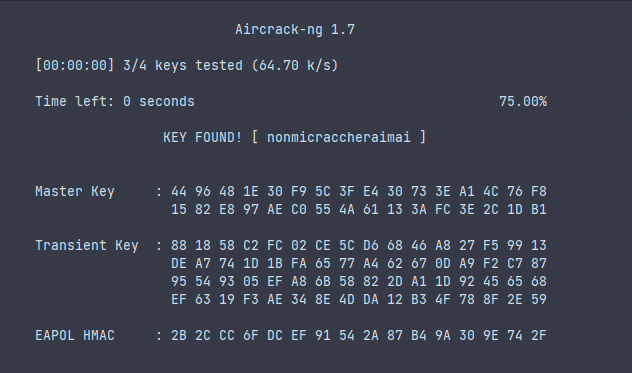 Aircrack-ng 1.7
[00:00:00] 3/4 keys tested (64.70 k/s)
Time left: 0 seconds 75.00%
KEY FOUND! [ nonmicraccheraimai ]
Master Key : 44 96 48 1E 30 F9 5C 3F E4 30 73 3E A1 4C 76 F8
15 82 E8 97 AE C0 55 4A 61 13 3A FC 3E 2C 1D B1
Transient Key : 88 18 58 C2 FC 02 CE 5C D6 68 46 A8 27 F5 99 13
DE A7 74 1D 1B FA 65 77 A4 62 67 0D A9 F2 C7 87
95 54 93 05 EF A8 6B 58 82 2D A1 1D 92 45 65 68
EF 63 19 F3 AE 34 8E 4D DA 12 B3 4F 78 8F 2E 59
EAPOL HMAC : 2B 2C CC 6F DC EF 91 54 2A 87 B4 9A 30 9E 74 2F